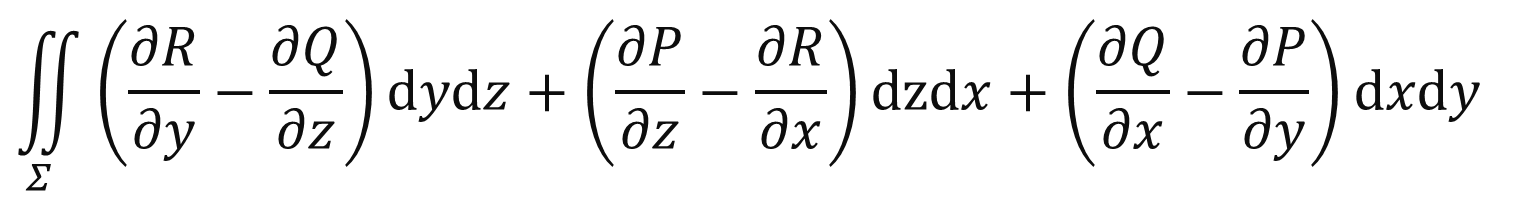 ∬_Σ (∂R/∂y − ∂Q/∂z) dydz + (∂P/∂z − ∂R/∂x) dzdx + (∂Q/∂x − ∂P/∂y) dxdy